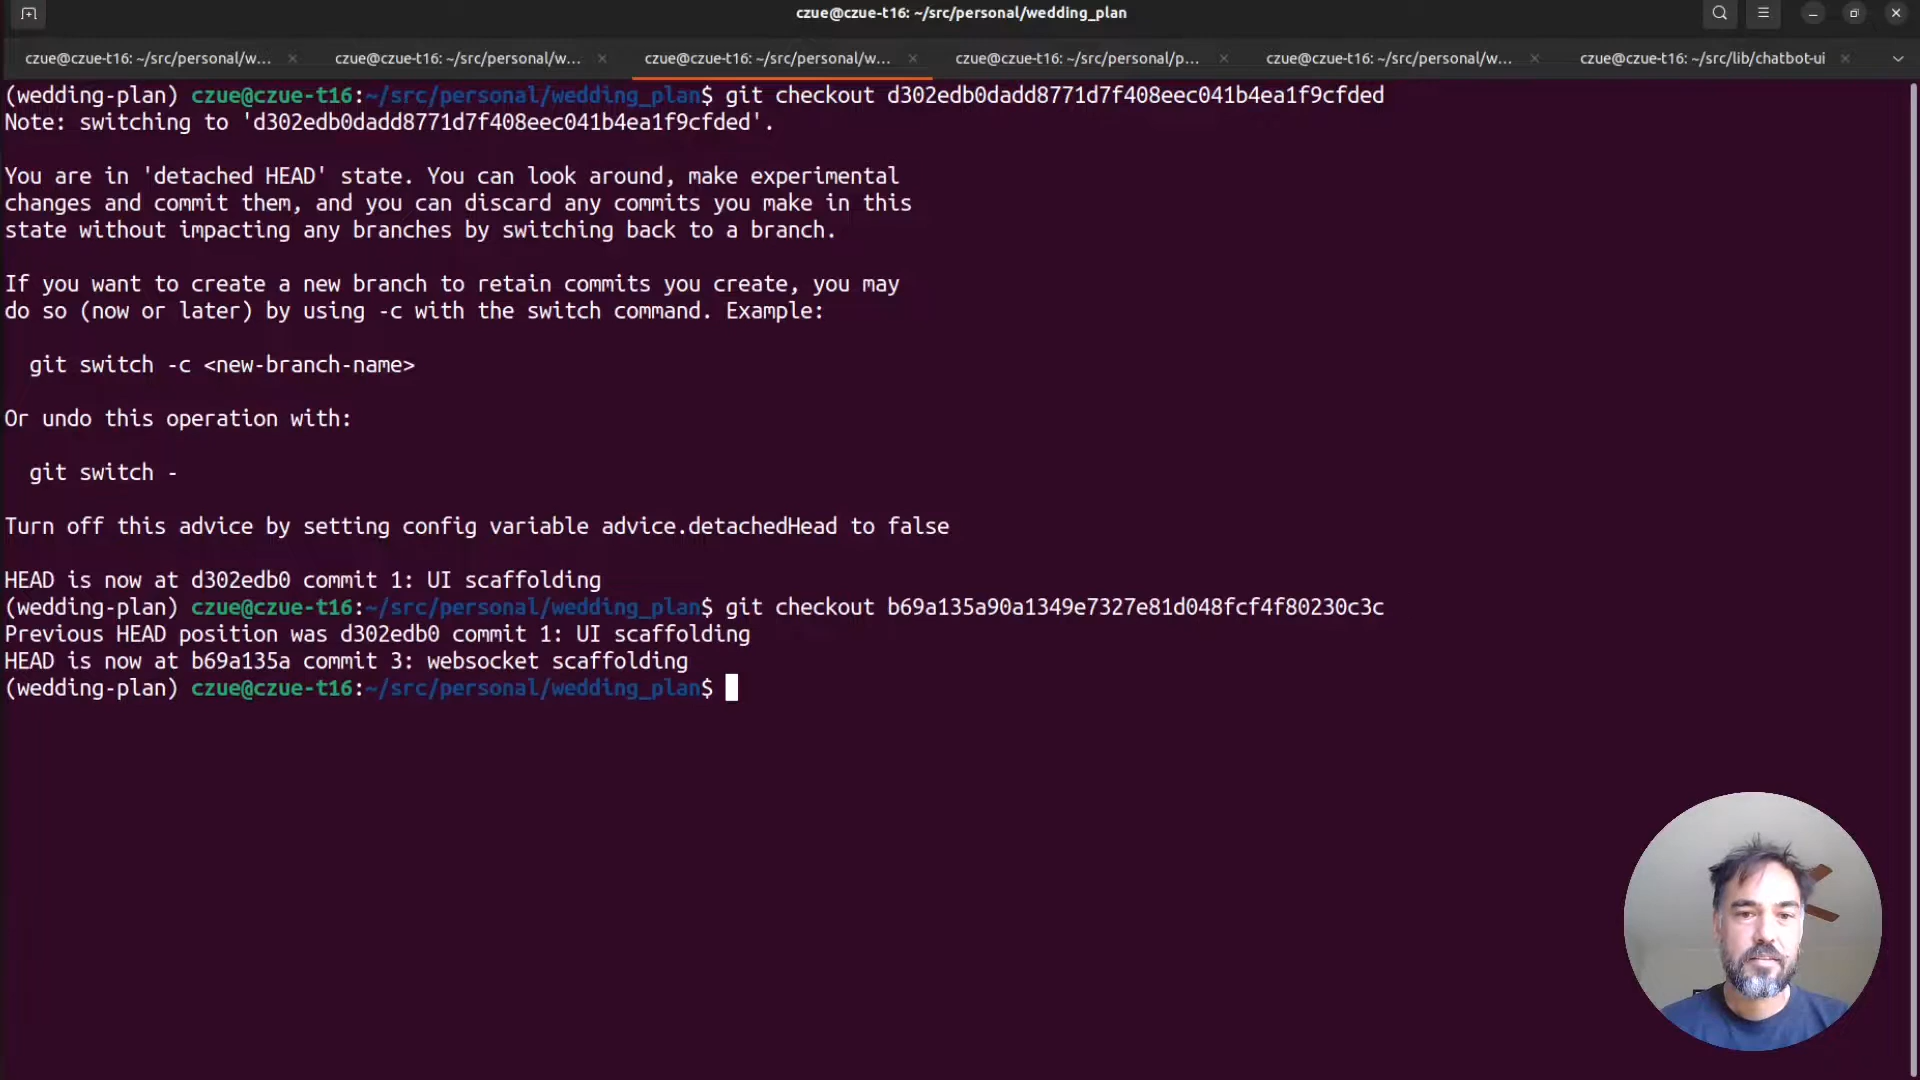 czue@czue-t16: ~/src/personal/wedding_plan
czue@czue-t16: ~/src/personal/w...
czue@czue-t16: ~/src/personal/w...
czue@czue-t16: ~/src/personal/w...
czue@czue-t16: ~/src/personal/p...
czue@czue-t16: ~/src/personal/w...
czue@czue-t16: ~/src/lib/chatbot-ui
(wedding-plan) czue@czue-t16:~/src/personal/wedding_plan$ git checkout d302edb0dadd8771d7f408eec041b4ea1f9cfded
Note: switching to 'd302edb0dadd8771d7f408eec041b4ea1f9cfded'.
You are in 'detached HEAD' state. You can look around, make experimental
changes and commit them, and you can discard any commits you make in this
state without impacting any branches by switching back to a branch.
If you want to create a new branch to retain commits you create, you may
do so (now or later) by using -c with the switch command. Example:
git switch -c <new-branch-name>
Or undo this operation with:
git switch -
Turn off this advice by setting config variable advice.detachedHead to false
HEAD is now at d302edb0 commit 1: UI scaffolding
(wedding-plan) czue@czue-t16:~/src/personal/wedding_plan$ git checkout b69a135a90a1349e7327e81d048fcf4f80230c3c
Previous HEAD position was d302edb0 commit 1: UI scaffolding
HEAD is now at b69a135a commit 3: websocket scaffolding
(wedding-plan) czue@czue-t16:~/src/personal/wedding_plan$